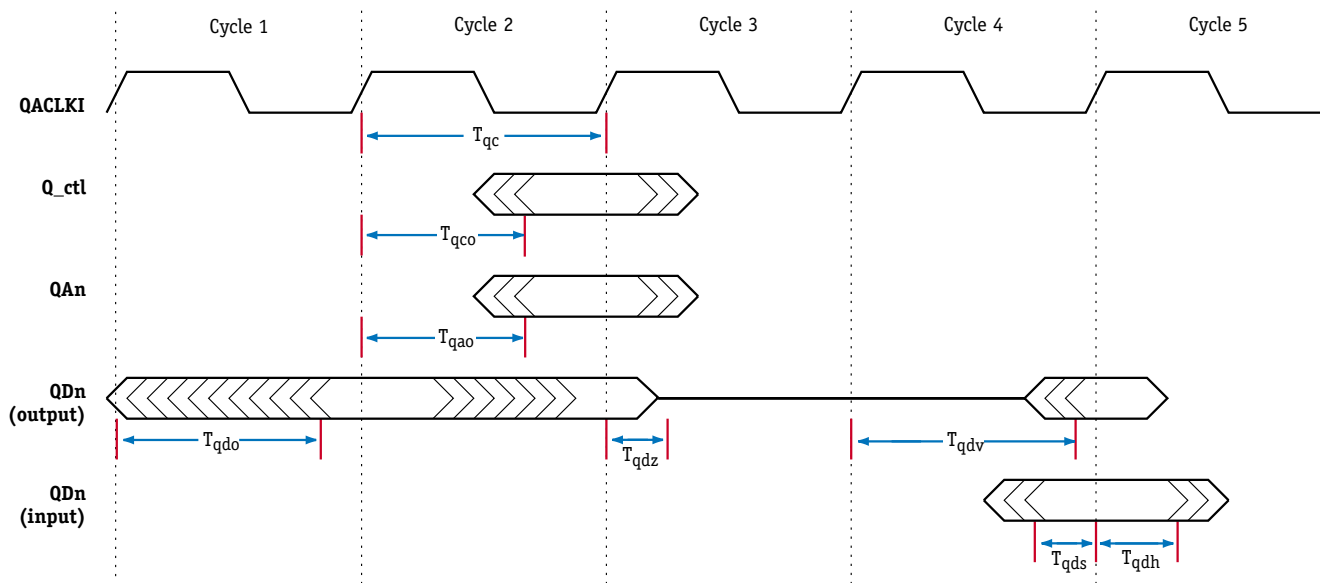 Cycle 1 Cycle 2 Cycle 3 Cycle 4 Cycle 5
QACLKI
Tqc
Q_ctl
Tqco
QAn
Tqao
QDn
(output)
Tqdo Tqdz Tqdv
QDn
(input)
Tqds Tqdh